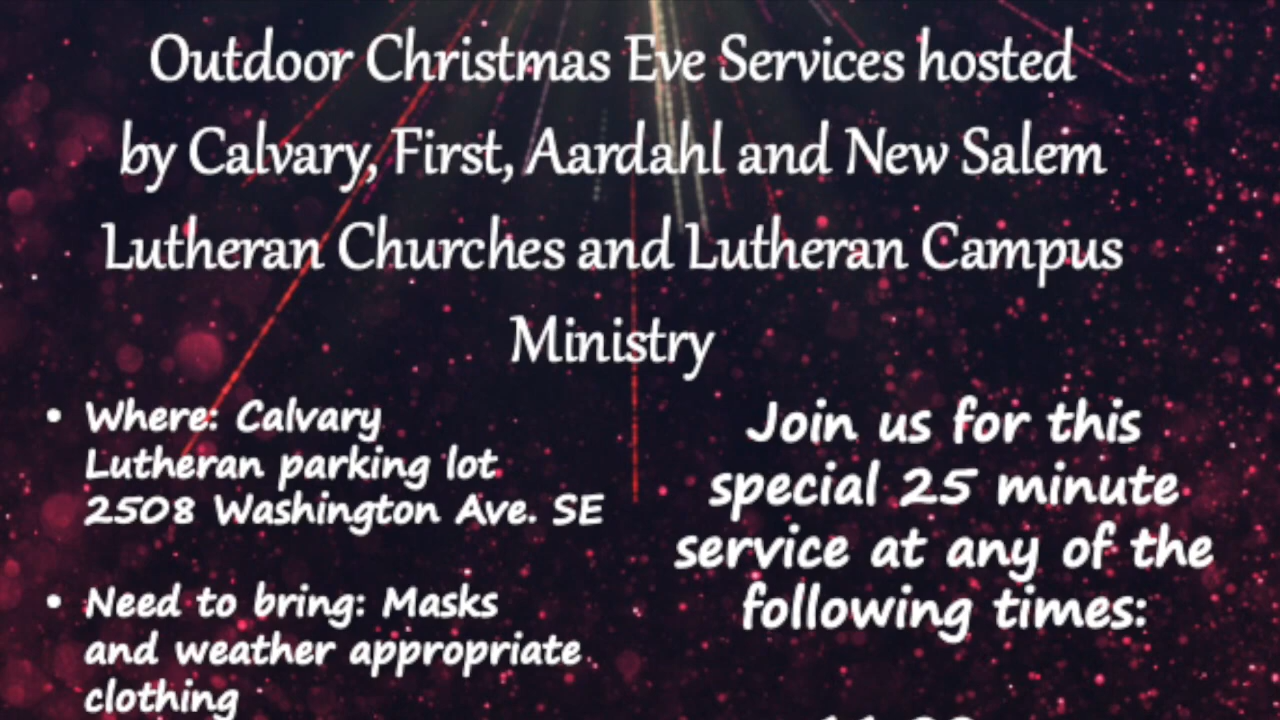 Outdoor Christmas Eve Services hosted
by Calvary, First, Aardahl and New Salem
Lutheran Churches and Lutheran Campus
Ministry
• Where: Calvary
Lutheran parking lot
2508 Washington Ave. SE
• Need to bring: Masks
and weather appropriate
clothing
Join us for this
special 25 minute
service at any of the
following times: